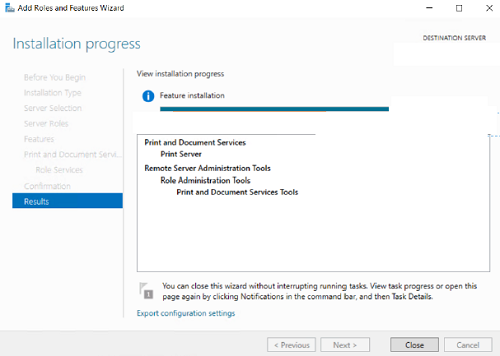 Add Roles and Features Wizard
Installation progress
DESTINATION SERVER
Before You Begin
Installation Type
Server Selection
Server Roles
Features
Print and Document Servi...
Role Services
Confirmation
Results
View installation progress
Feature installation
Print and Document Services
Print Server
Remote Server Administration Tools
Role Administration Tools
Print and Document Services Tools
You can close this wizard without interrupting running tasks. View task progress or open this
page again by clicking Notifications in the command bar, and then Task Details.
Export configuration settings
< Previous
Next >
Close
Cancel